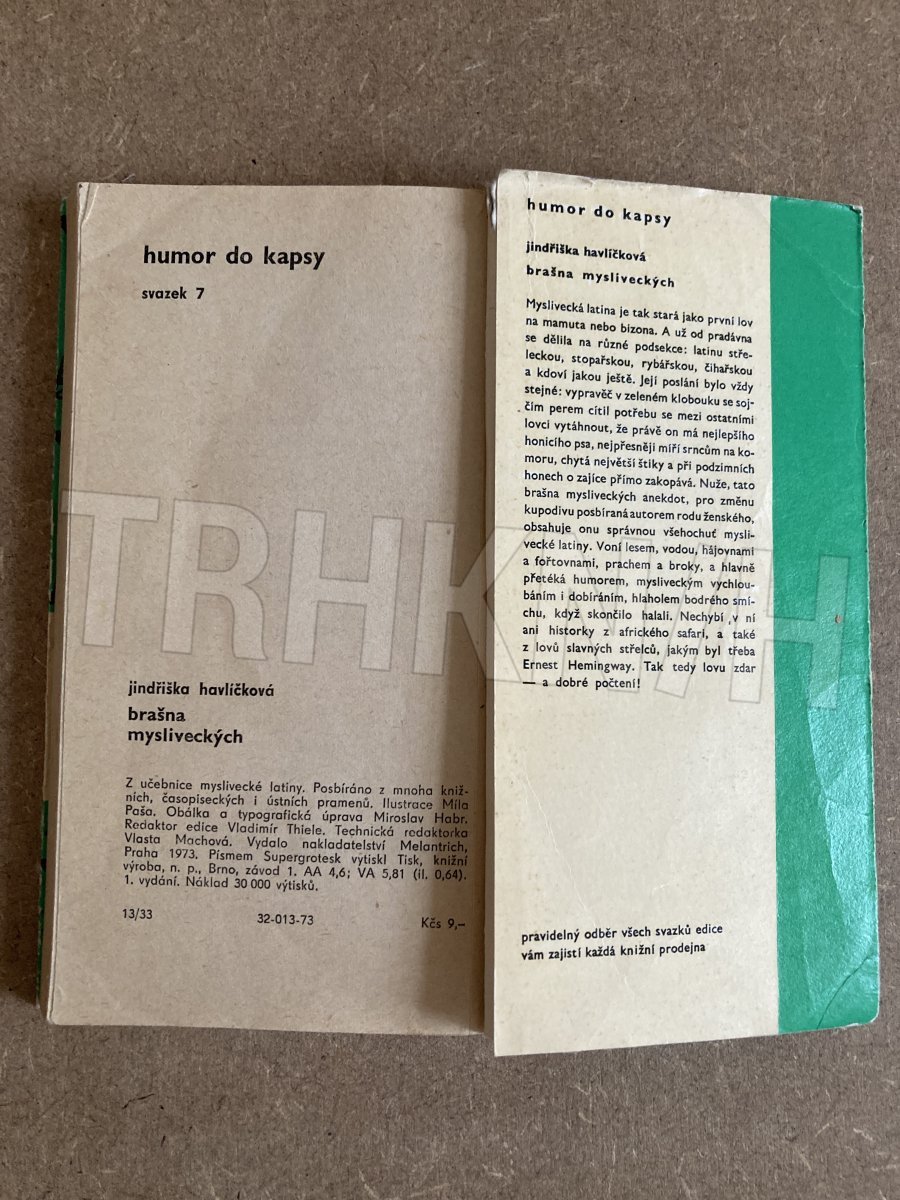 humor do kapsy
svazek 7
jindřiška havlíčková
brašna
mysliveckých
Z učebnice myslivecké latiny. Posbíráno z mnoha kniž-
ních, časopiseckých i ústních pramenů. Ilustrace Míla
Paša. Obálka a typografická úprava Miroslav Habr.
Redaktor edice Vladimír Thiele. Technická redaktorka
Vlasta Machová. Vydalo nakladatelství Melantrich,
Praha 1973. Písmem Supergrotesk vytiskl Tisk, knižní
výroba, n. p., Brno, závod 1. AA 4,6; VA 5,81 (il. 0,64).
1. vydání. Náklad 30 000 výtisků.
13/33 32-013-73 Kčs 9,–
humor do kapsy
jindřiška havlíčková
brašna mysliveckých
Myslivecká latina je tak stará jako první lov
na mamuta nebo bizona. A už od pradávna
se dělila na různé podsekce: latinu stře-
leckou, stopařskou, rybářskou, čihařskou
a kdoví jakou ještě. Její poslání bylo vždy
stejné: vypravěč v zeleném klobouku se soj-
čím perem cítil potřebu se mezi ostatními
lovci vytáhnout, že právě on má nejlepšího
honicího psa, nejpřesněji míří srncům na ko-
moru, chytá největší štiky a při podzimních
honech o zajíce přímo zakopává. Nuže, tato
brašna mysliveckých anekdot, pro změnu
kupodivu posbíraná autorem rodu ženského,
obsahuje onu správnou všehochuť mysli-
vecké latiny. Voní lesem, vodou, hájovnami
a fořtovnami, prachem a broky, a hlavně
přetéká humorem, mysliveckým vychlou-
báním i dobíráním, hlaholem bodrého smí-
chu, když skončilo halali. Nechybí v ní
ani historky z afrického safari, a také
z lovů slavných střelců, jakým byl třeba
Ernest Hemingway. Tak tedy lovu zdar
— a dobré počtení!
pravidelný odběr všech svazků edice
vám zajistí každá knižní prodejna
TRHKNIH